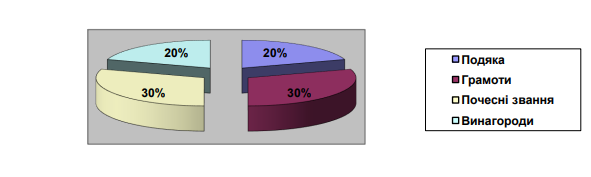 20%
20%
30%
30%
Подяка
Грамоти
Почесні звання
Винагороди